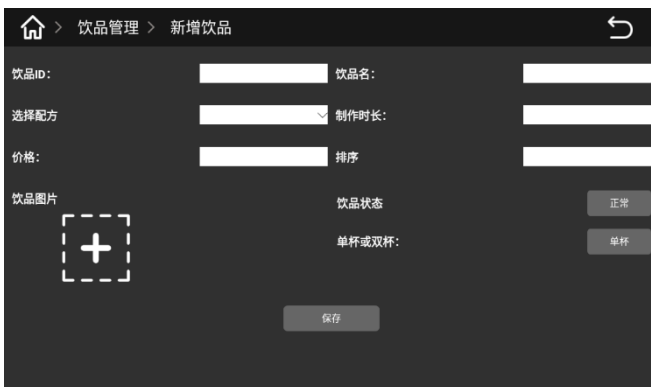 饮品管理 > 新增饮品
饮品ID：
饮品名：
选择配方
制作时长：
价格：
排序
饮品图片
饮品状态
正常
单杯或双杯：
单杯
保存